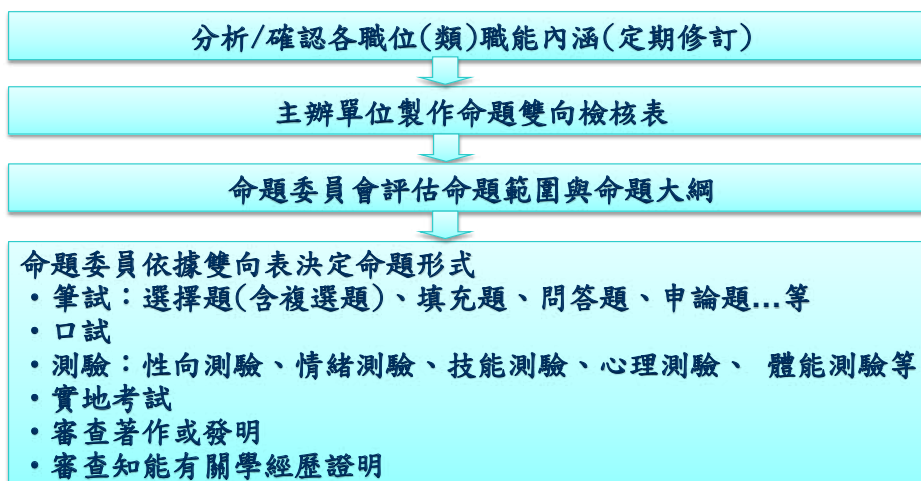 分析/確認各職位(類)職能內涵(定期修訂)
主辦單位製作命題雙向檢核表
命題委員會評估命題範圍與命題大綱
命題委員依據雙向表決定命題形式
・筆試：選擇題(含複選題)、填充題、問答題、申論題...等
・口試
・測驗：性向測驗、情緒測驗、技能測驗、心理測驗、 體能測驗等
・實地考試
・審查著作或發明
・審查知能有關學經歷證明